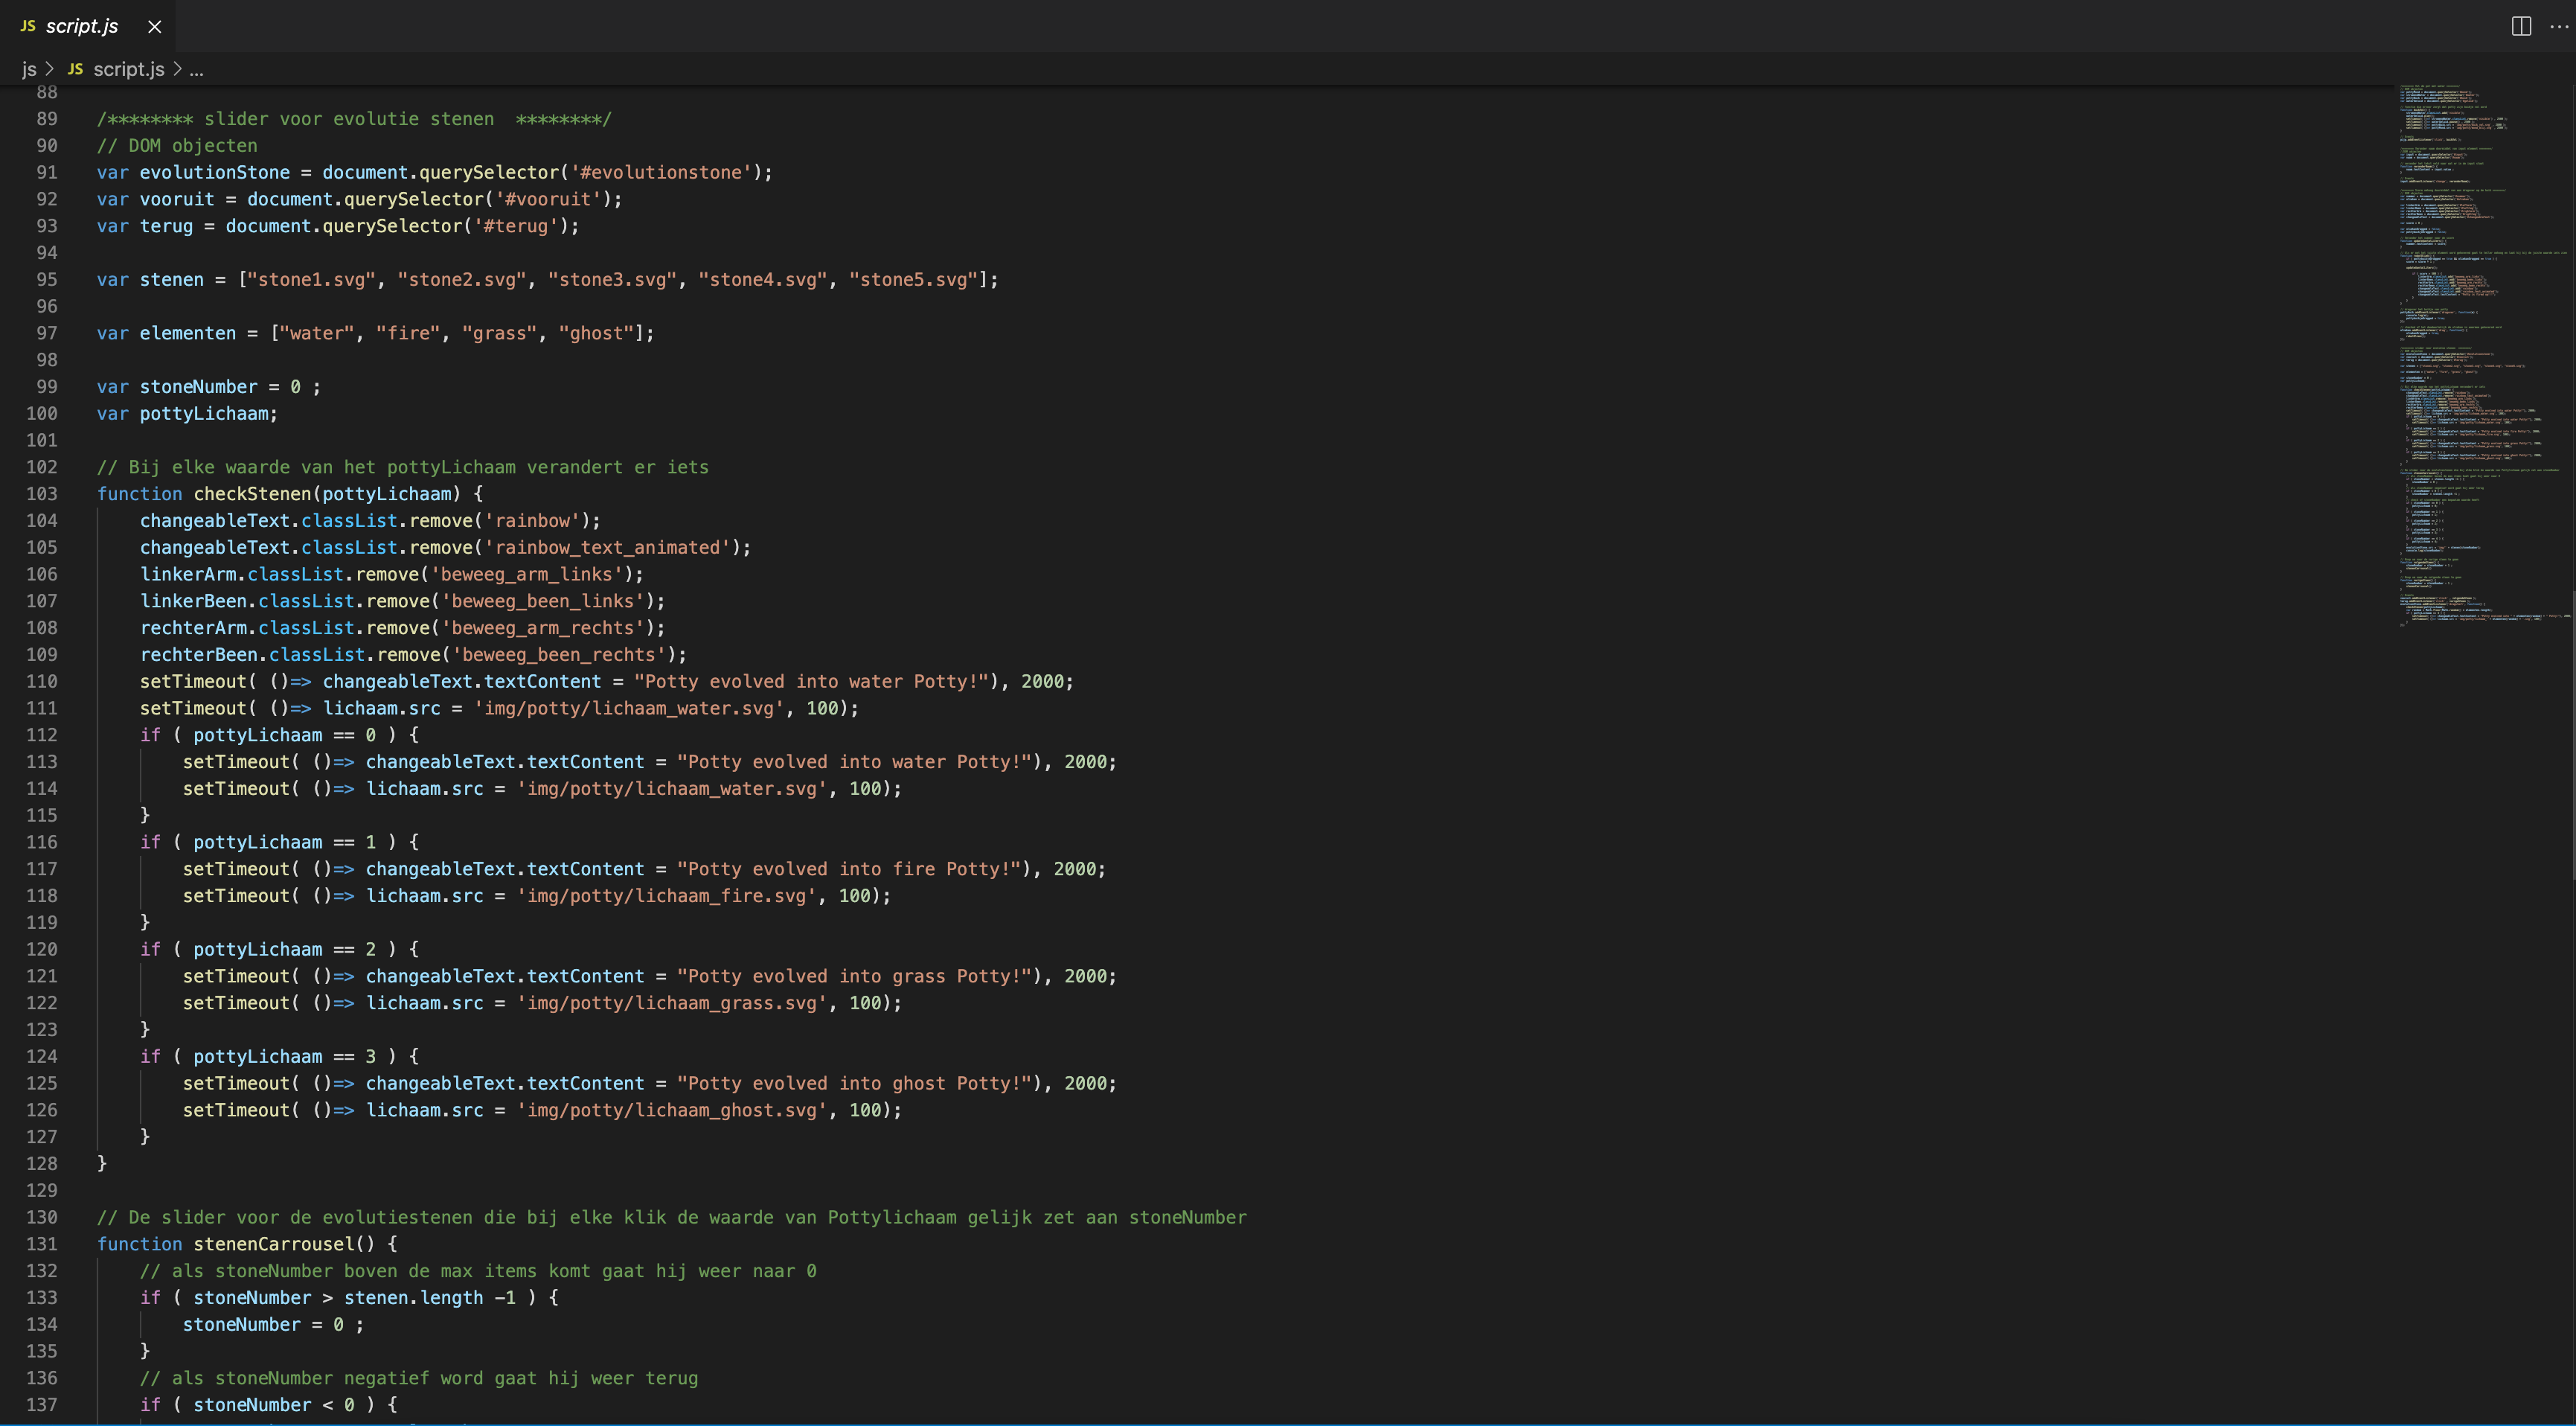 JS script.js
js > JS script.js > ...
88
89 /******** slider voor evolutie stenen  ********/
90 // DOM objecten
91 var evolutionStone = document.querySelector('#evolutionstone');
92 var vooruit = document.querySelector('#vooruit');
93 var terug = document.querySelector('#terug');
94
95 var stenen = ["stone1.svg", "stone2.svg", "stone3.svg", "stone4.svg", "stone5.svg"];
96
97 var elementen = ["water", "fire", "grass", "ghost"];
98
99 var stoneNumber = 0 ;
100 var pottyLichaam;
101
102 // Bij elke waarde van het pottyLichaam verandert er iets
103 function checkStenen(pottyLichaam) {
104     changeableText.classList.remove('rainbow');
105     changeableText.classList.remove('rainbow_text_animated');
106     linkerArm.classList.remove('beweeg_arm_links');
107     linkerBeen.classList.remove('beweeg_been_links');
108     rechterArm.classList.remove('beweeg_arm_rechts');
109     rechterBeen.classList.remove('beweeg_been_rechts');
110     setTimeout( ()=> changeableText.textContent = "Potty evolved into water Potty!"), 2000;
111     setTimeout( ()=> lichaam.src = 'img/potty/lichaam_water.svg', 100);
112     if ( pottyLichaam == 0 ) {
113         setTimeout( ()=> changeableText.textContent = "Potty evolved into water Potty!"), 2000;
114         setTimeout( ()=> lichaam.src = 'img/potty/lichaam_water.svg', 100);
115     }
116     if ( pottyLichaam == 1 ) {
117         setTimeout( ()=> changeableText.textContent = "Potty evolved into fire Potty!"), 2000;
118         setTimeout( ()=> lichaam.src = 'img/potty/lichaam_fire.svg', 100);
119     }
120     if ( pottyLichaam == 2 ) {
121         setTimeout( ()=> changeableText.textContent = "Potty evolved into grass Potty!"), 2000;
122         setTimeout( ()=> lichaam.src = 'img/potty/lichaam_grass.svg', 100);
123     }
124     if ( pottyLichaam == 3 ) {
125         setTimeout( ()=> changeableText.textContent = "Potty evolved into ghost Potty!"), 2000;
126         setTimeout( ()=> lichaam.src = 'img/potty/lichaam_ghost.svg', 100);
127     }
128 }
129
130 // De slider voor de evolutiestenen die bij elke klik de waarde van Pottylichaam gelijk zet aan stoneNumber
131 function stenenCarrousel() {
132     // als stoneNumber boven de max items komt gaat hij weer naar 0
133     if ( stoneNumber > stenen.length -1 ) {
134         stoneNumber = 0 ;
135     }
136     // als stoneNumber negatief word gaat hij weer terug
137     if ( stoneNumber < 0 ) {